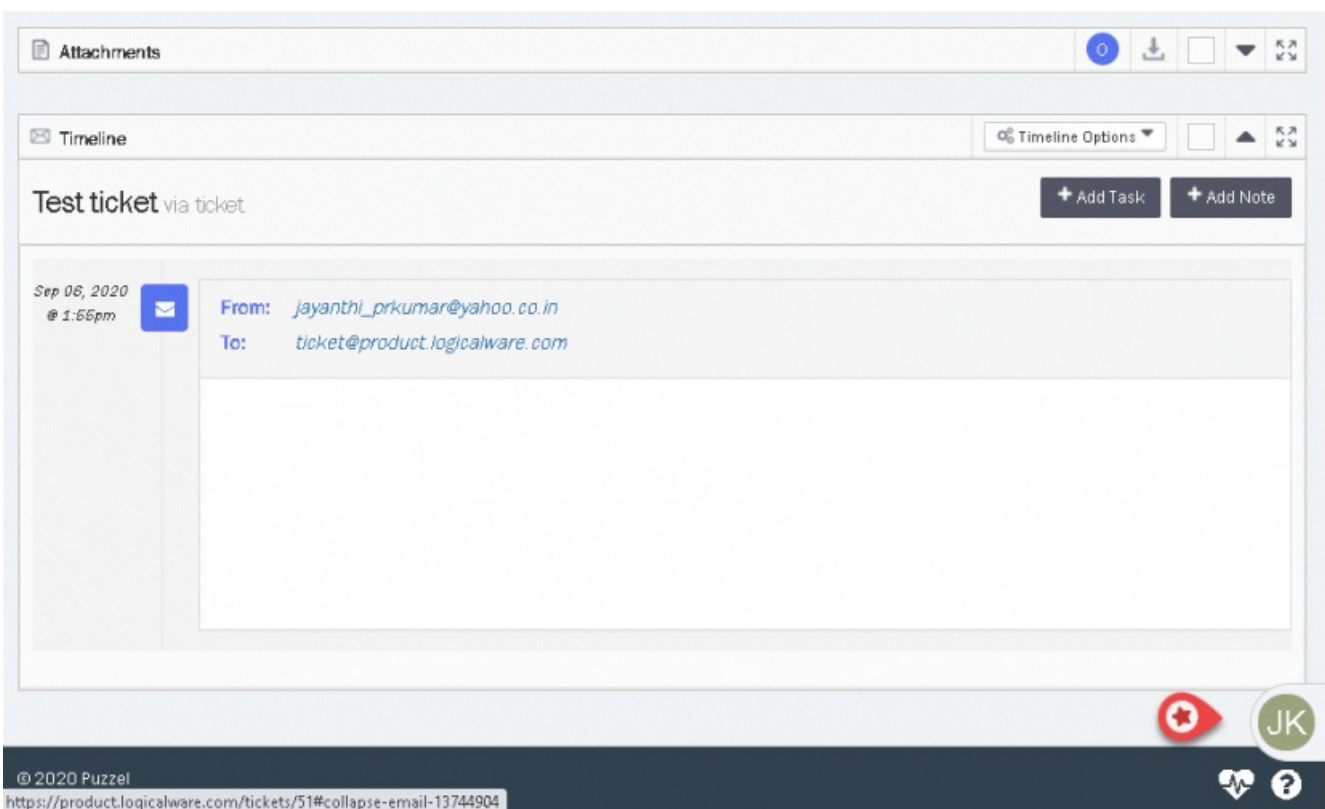 Attachments
0
Timeline
Timeline Options
Test ticket via ticket
+ Add Task
+ Add Note
Sep 06, 2020
@ 1:55pm
From: jayanthi_prkumar@yahoo.co.in
To: ticket@product.logicalware.com
JK
© 2020 Puzzel
https://product.logicalware.com/tickets/51#collapse-email-13744904